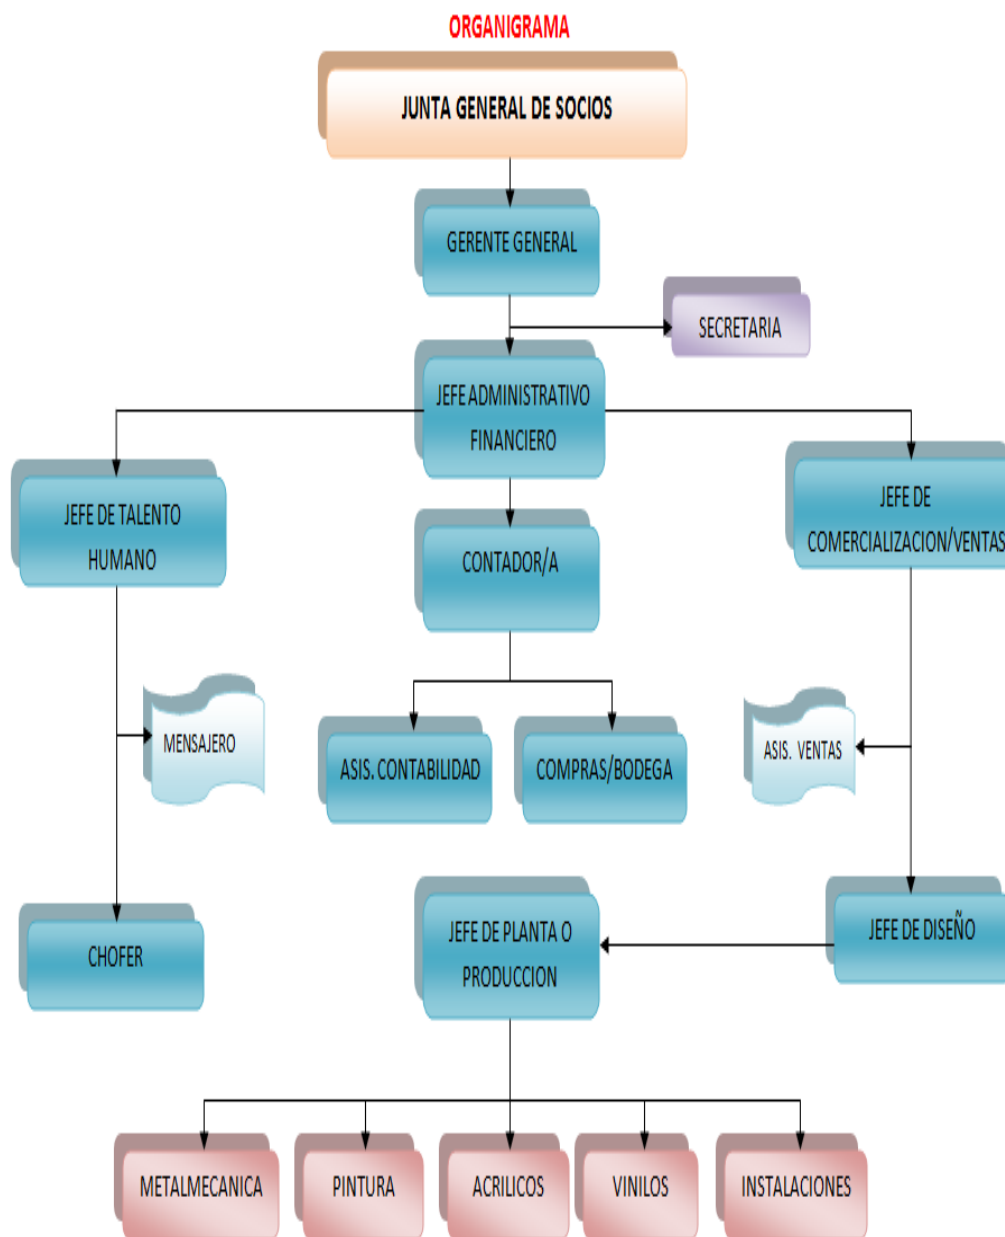 ORGANIGRAMA
JUNTA GENERAL DE SOCIOS
GERENTE GENERAL
SECRETARIA
JEFE ADMINISTRATIVO
FINANCIERO
JEFE DE TALENTO
HUMANO
CONTADOR/A
JEFE DE
COMERCIALIZACION/VENTAS
MENSAJERO
ASIS. CONTABILIDAD
COMPRAS/BODEGA
ASIS. VENTAS
CHOFER
JEFE DE PLANTA O
PRODUCCION
JEFE DE DISEÑO
METALMECANICA
PINTURA
ACRILICOS
VINILOS
INSTALACIONES